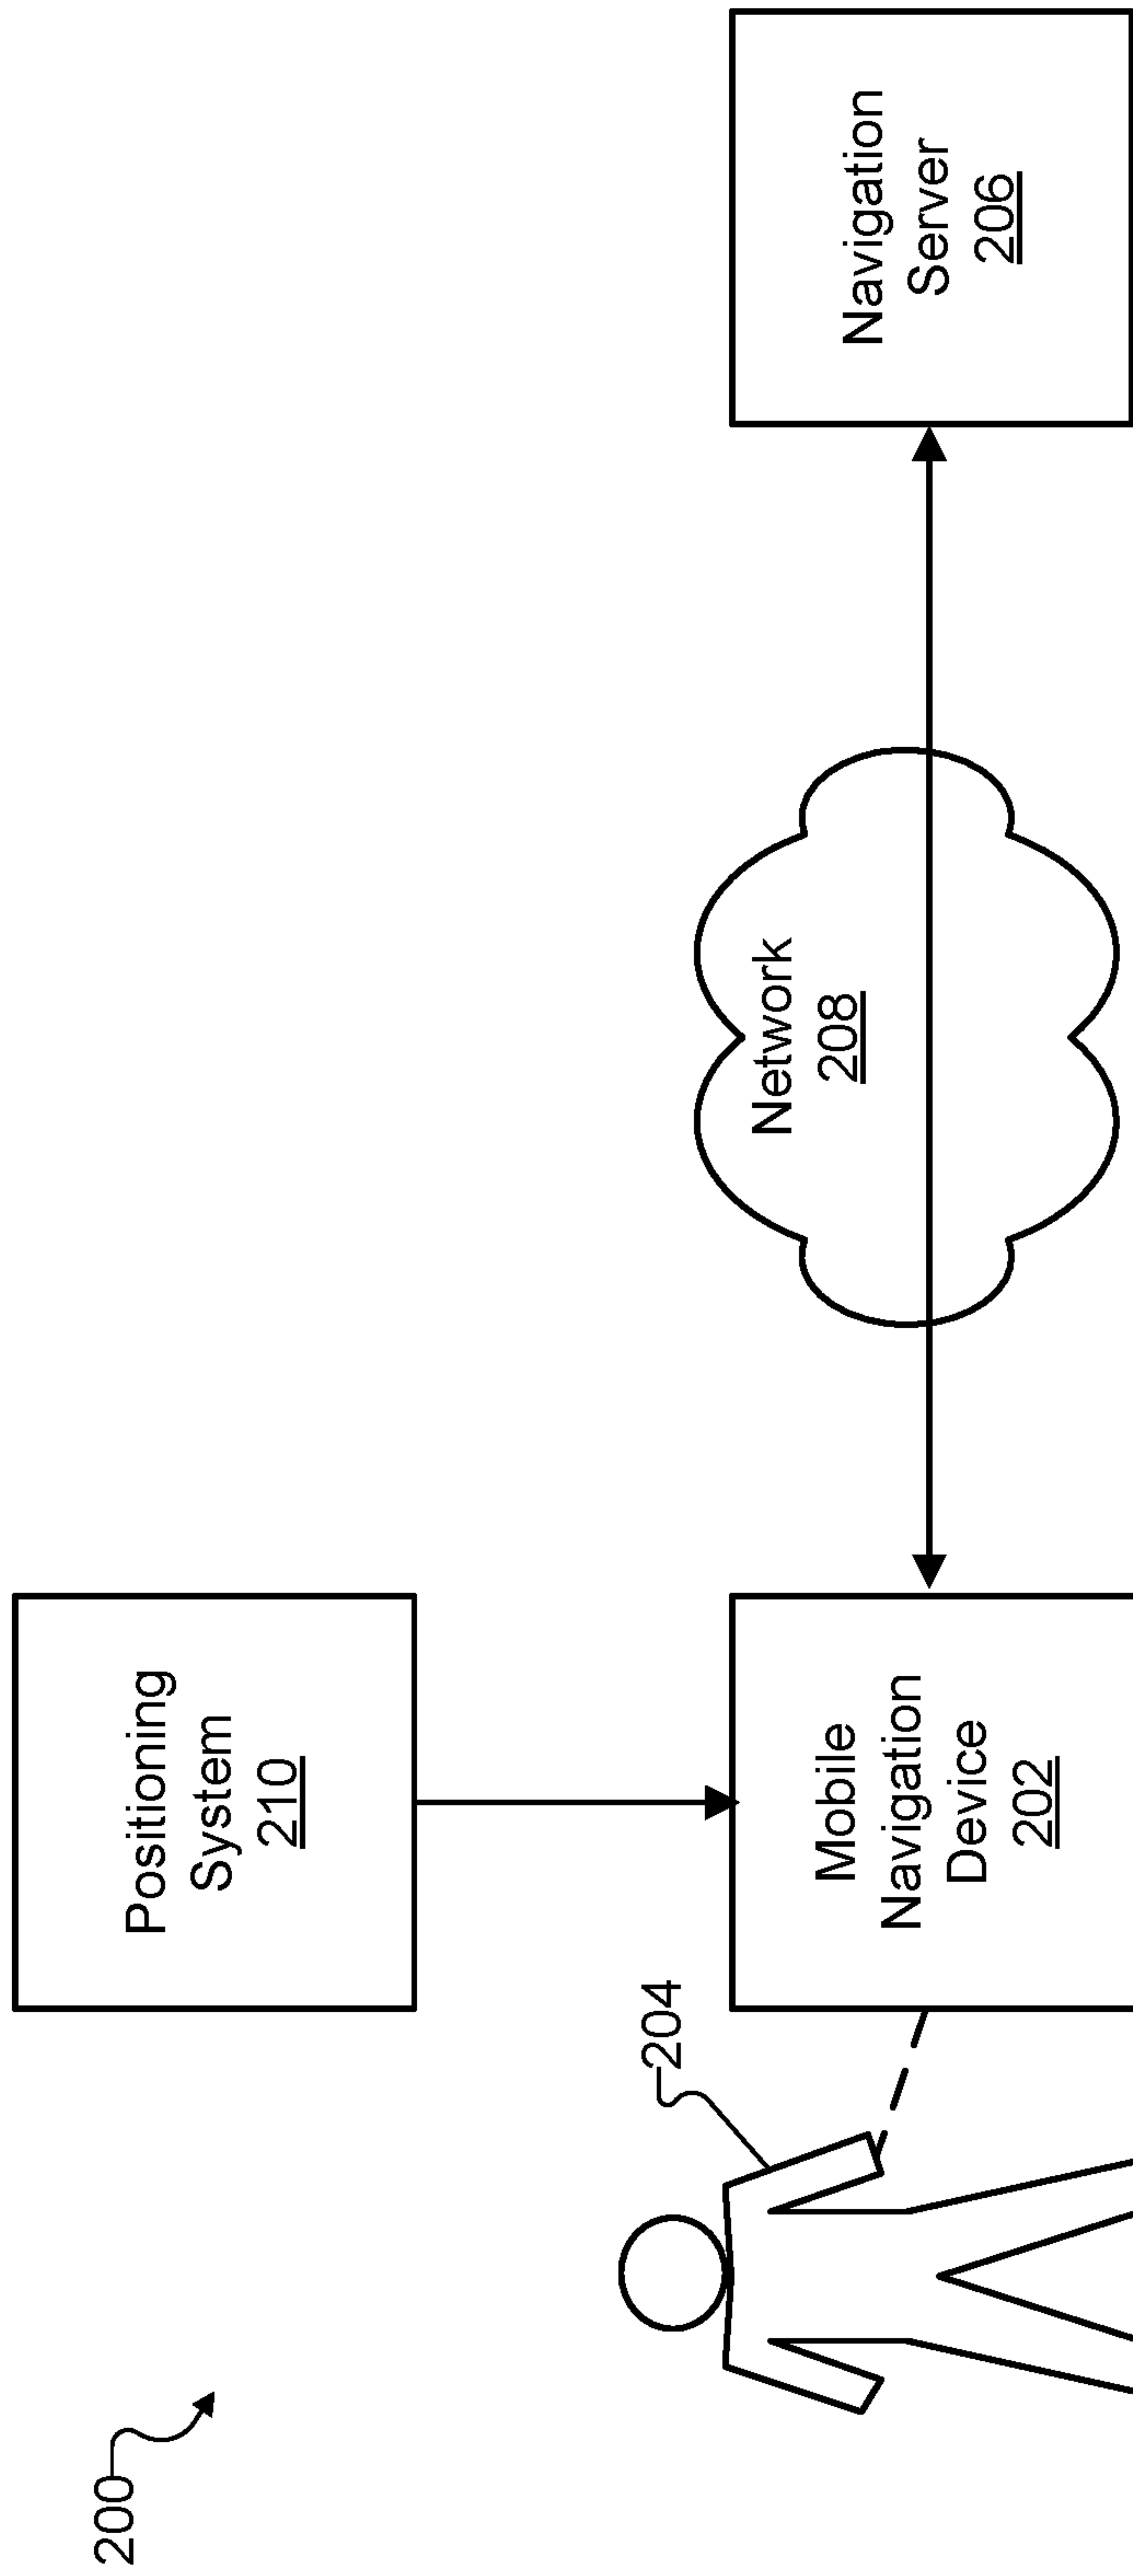 200
Positioning
System
210
204
Mobile
Navigation
Device
202
Network
208
Navigation
Server
206